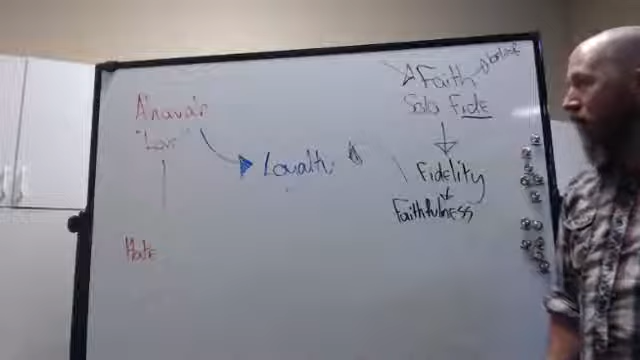 "Love"
Hate
Loyalty
Faith
Sola Fide
Fidelity
Faithfulness